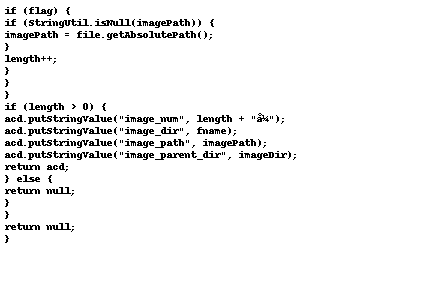 if (flag) {
if (StringUtil.isNull(imagePath)) {
imagePath = file.getAbsolutePath();
}
length++;
}
}
}
if (length > 0) {
acd.putStringValue("image_num", length + "å¼");
acd.putStringValue("image_dir", fname);
acd.putStringValue("image_path", imagePath);
acd.putStringValue("image_parent_dir", imageDir);
return acd;
} else {
return null;
}
}
return null;
}